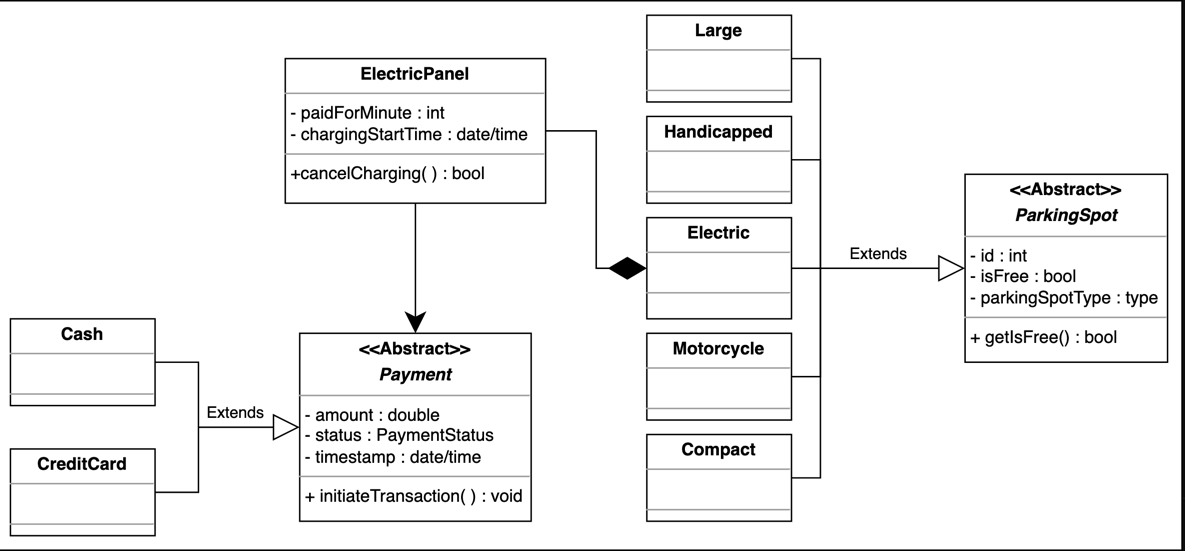 Large
ElectricPanel
- paidForMinute : int
- chargingStartTime : date/time
+cancelCharging( ) : bool
Handicapped
Electric
Motorcycle
Compact
Extends
<<Abstract>>
ParkingSpot
- id : int
- isFree : bool
- parkingSpotType : type
+ getIsFree() : bool
Cash
CreditCard
Extends
<<Abstract>>
Payment
- amount : double
- status : PaymentStatus
- timestamp : date/time
+ initiateTransaction( ) : void